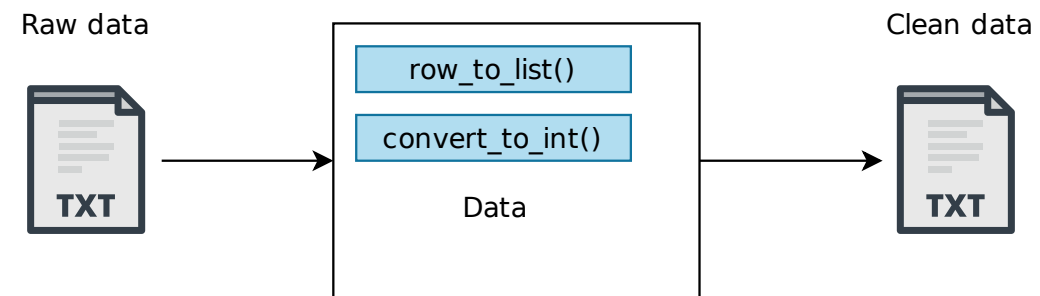 Raw data
Clean data
row_to_list()
convert_to_int()
TXT
Data
TXT